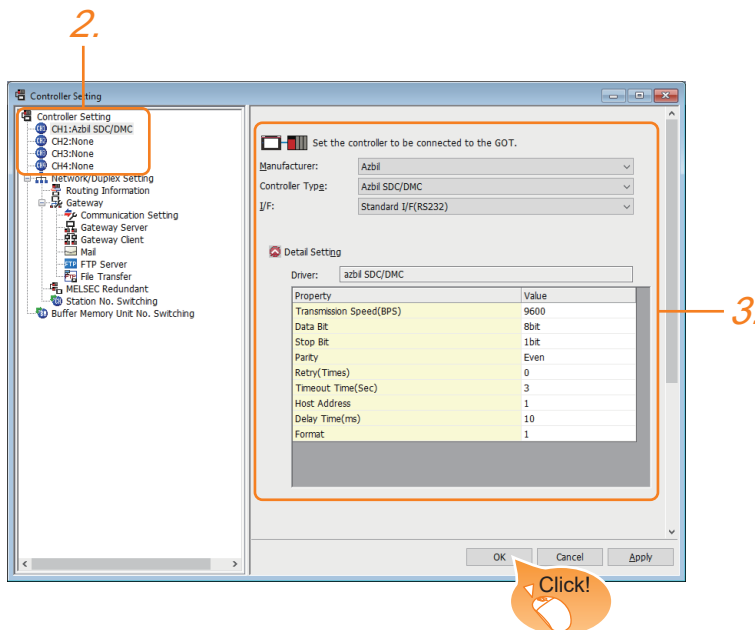 2.
Controller Setting
Controller Setting
CH1:Azbil SDC/DMC
CH2:None
CH3:None
CH4:None
Network/Duplex Setting
Routing Information
Gateway
Communication Setting
Gateway Server
Gateway Client
Mail
FTP Server
File Transfer
MELSEC Redundant
Station No. Switching
Buffer Memory Unit No. Switching
Set the controller to be connected to the GOT.
Manufacturer: Azbil
Controller Type: Azbil SDC/DMC
I/F: Standard I/F(RS232)
Detail Setting
Driver: azbil SDC/DMC
Property Value
Transmission Speed(BPS) 9600
Data Bit 8bit
Stop Bit 1bit
Parity Even
Retry(Times) 0
Timeout Time(Sec) 3
Host Address 1
Delay Time(ms) 10
Format 1
3.
OK Cancel Apply
Click!